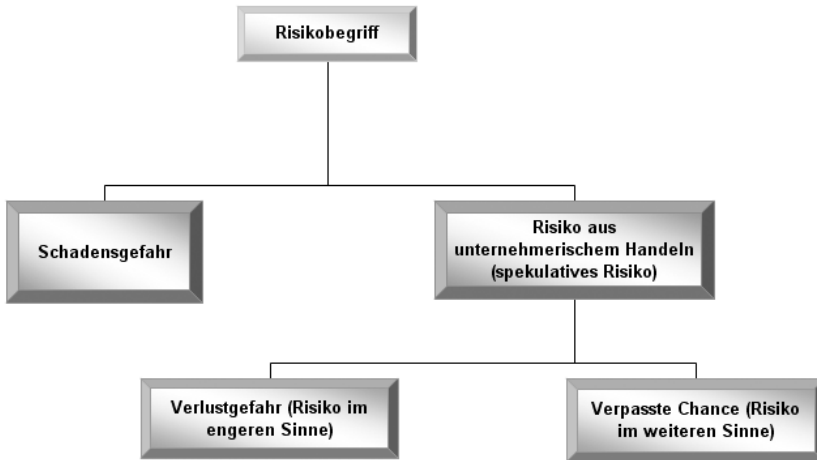 Risikobegriff
Schadensgefahr
Risiko aus
unternehmerischem Handeln
(spekulatives Risiko)
Verlustgefahr (Risiko im
engeren Sinne)
Verpasste Chance (Risiko
im weiteren Sinne)